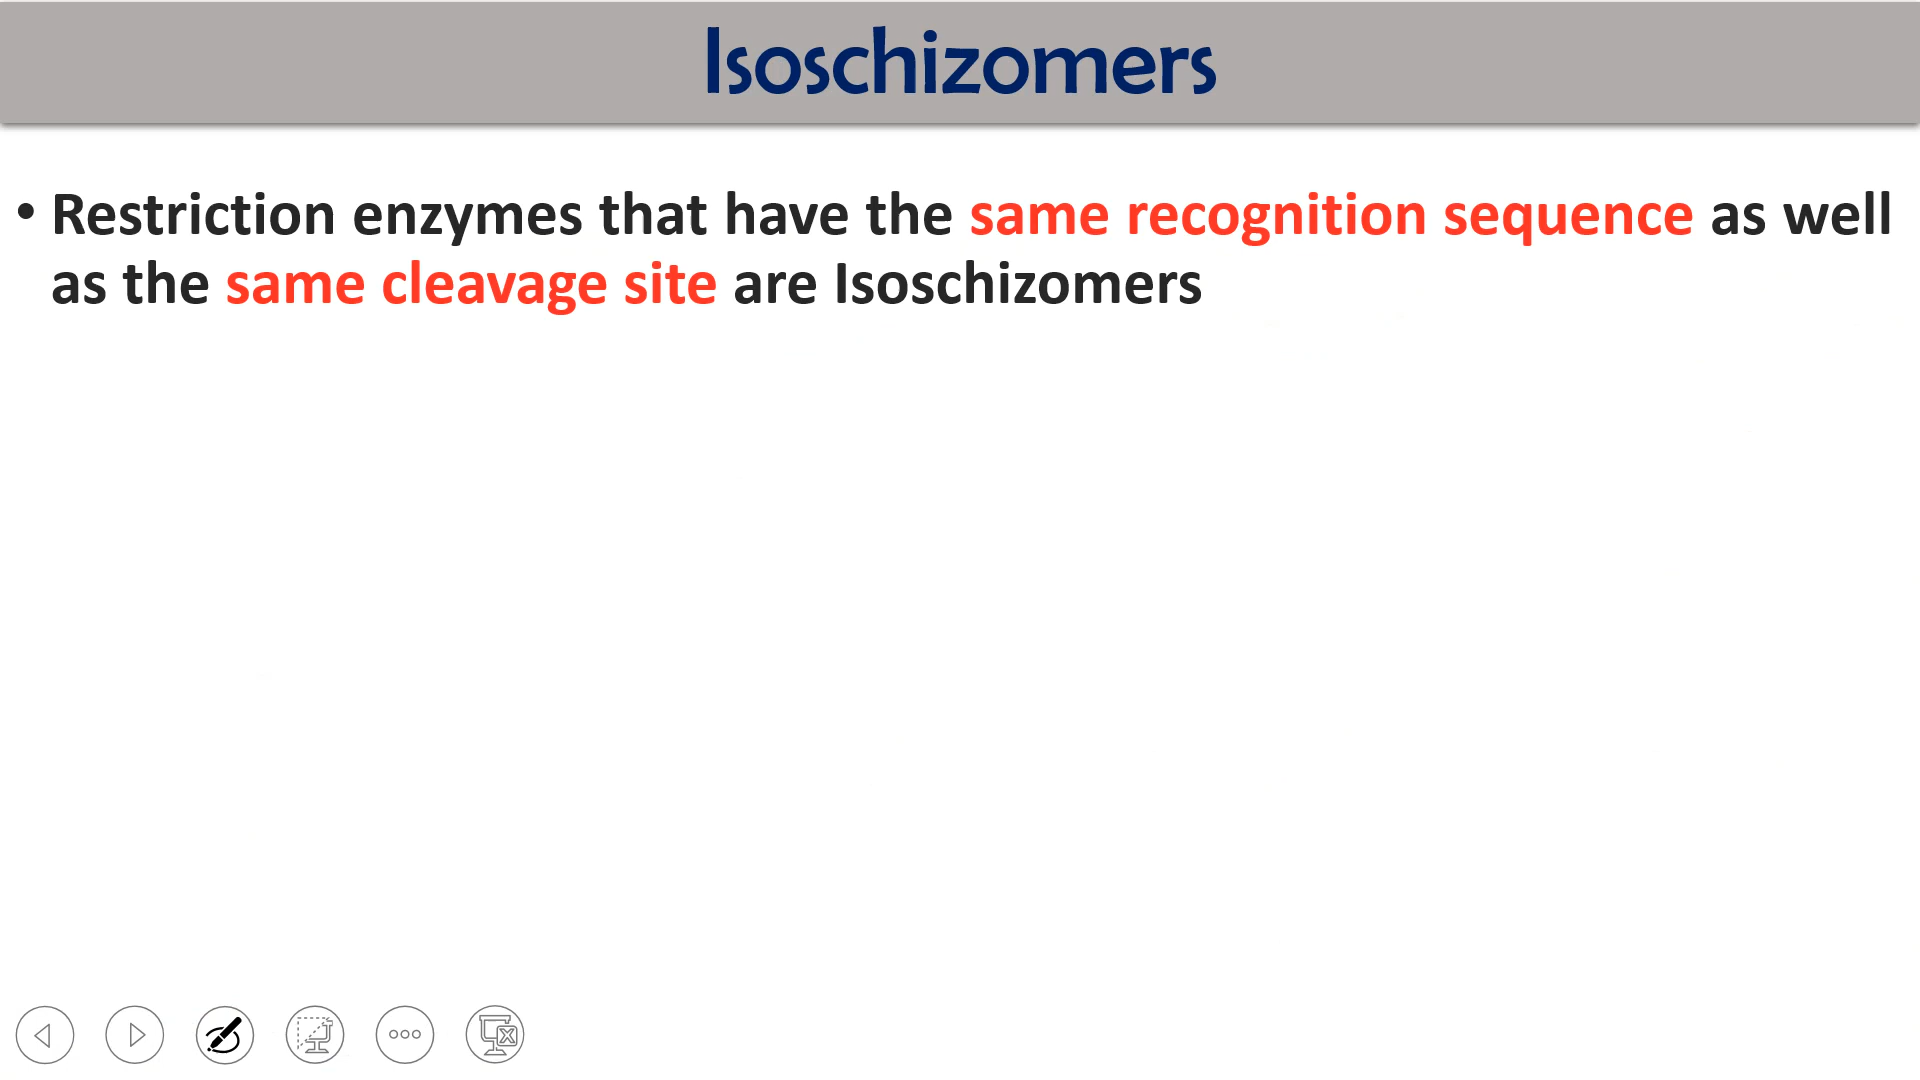 Isoschizomers
• Restriction enzymes that have the same recognition sequence as well
as the same cleavage site are Isoschizomers